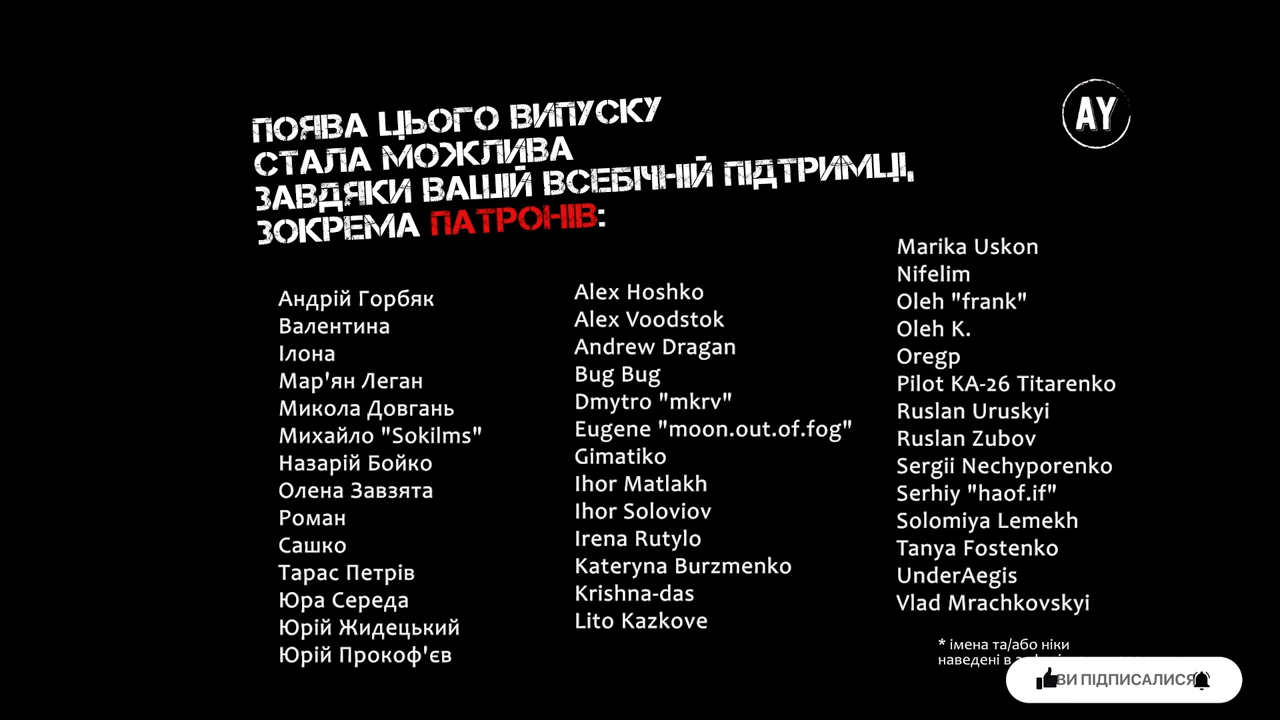 ПОЯВА ЦЬОГО ВИПУСКУ
СТАЛА МОЖЛИВА
ЗАВДЯКИ ВАШІЙ ВСЕБІЧНІЙ ПІДТРИМЦІ,
ЗОКРЕМА ПАТРОНІВ:
AY
Андрій Горбяк
Валентина
Ілона
Мар'ян Леган
Микола Довгань
Михайло "Sokilms"
Назарій Бойко
Олена Завзята
Роман
Сашко
Тарас Петрів
Юра Середа
Юрій Жидецький
Юрій Прокоф'єв
Alex Hoshko
Alex Voodstok
Andrew Dragan
Bug Bug
Dmytro "mkrv"
Eugene "moon.out.of.fog"
Gimatiko
Ihor Matlakh
Ihor Soloviov
Irena Rutylo
Kateryna Burzmenko
Krishna-das
Lito Kazkove
Marika Uskon
Nifelim
Oleh "frank"
Oleh K.
Oregp
Pilot KA-26 Titarenko
Ruslan Uruskyi
Ruslan Zubov
Sergii Nechyporenko
Serhiy "haof.if"
Solomiya Lemekh
Tanya Fostenko
UnderAegis
Vlad Mrachkovskyi
* імена та/або ніки
наведені в
ВИ ПІДПИСАЛИСЯ